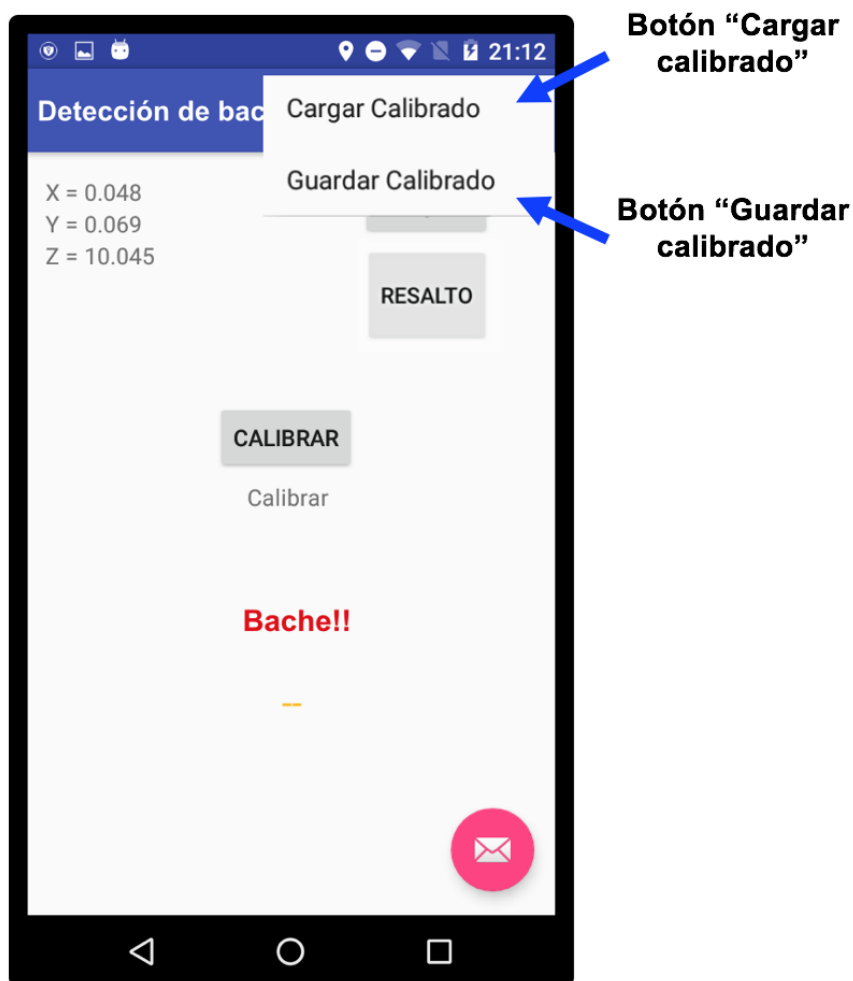 Botón “Cargar
calibrado”
21:12
Detección de bac
Cargar Calibrado
Guardar Calibrado
Botón “Guardar
calibrado”
X = 0.048
Y = 0.069
Z = 10.045
RESALTO
CALIBRAR
Calibrar
Bache!!
--